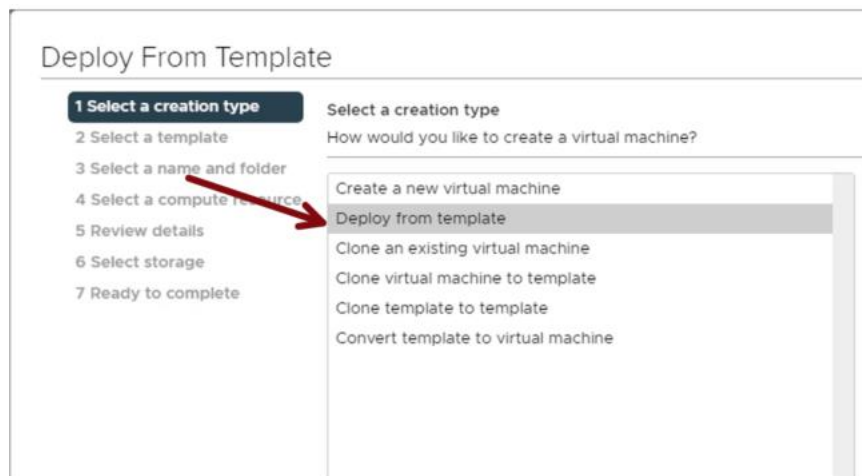 Deploy From Template
1 Select a creation type
2 Select a template
3 Select a name and folder
4 Select a compute resource
5 Review details
6 Select storage
7 Ready to complete
Select a creation type
How would you like to create a virtual machine?
Create a new virtual machine
Deploy from template
Clone an existing virtual machine
Clone virtual machine to template
Clone template to template
Convert template to virtual machine